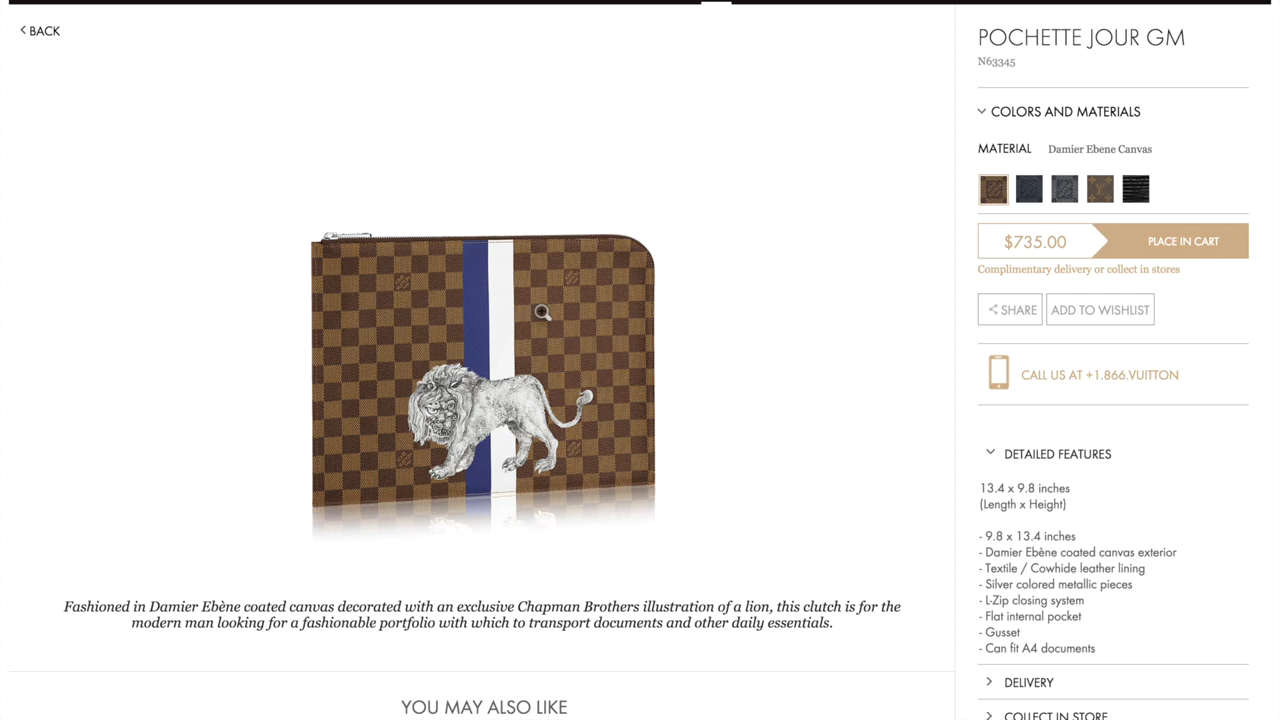 BACK
POCHETTE JOUR GM
N63345
COLORS AND MATERIALS
MATERIAL Damier Ebene Canvas
$735.00 PLACE IN CART
Complimentary delivery or collect in stores
SHARE ADD TO WISHLIST
CALL US AT +1.866.VUITTON
DETAILED FEATURES
13.4 x 9.8 inches
(Length x Height)
- 9.8 x 13.4 inches
- Damier Ebène coated canvas exterior
- Textile / Cowhide leather lining
- Silver colored metallic pieces
- L-Zip closing system
- Flat internal pocket
- Gusset
- Can fit A4 documents
DELIVERY
COLLECT IN STORE
Fashioned in Damier Ebène coated canvas decorated with an exclusive Chapman Brothers illustration of a lion, this clutch is for the
modern man looking for a fashionable portfolio with which to transport documents and other daily essentials.
YOU MAY ALSO LIKE